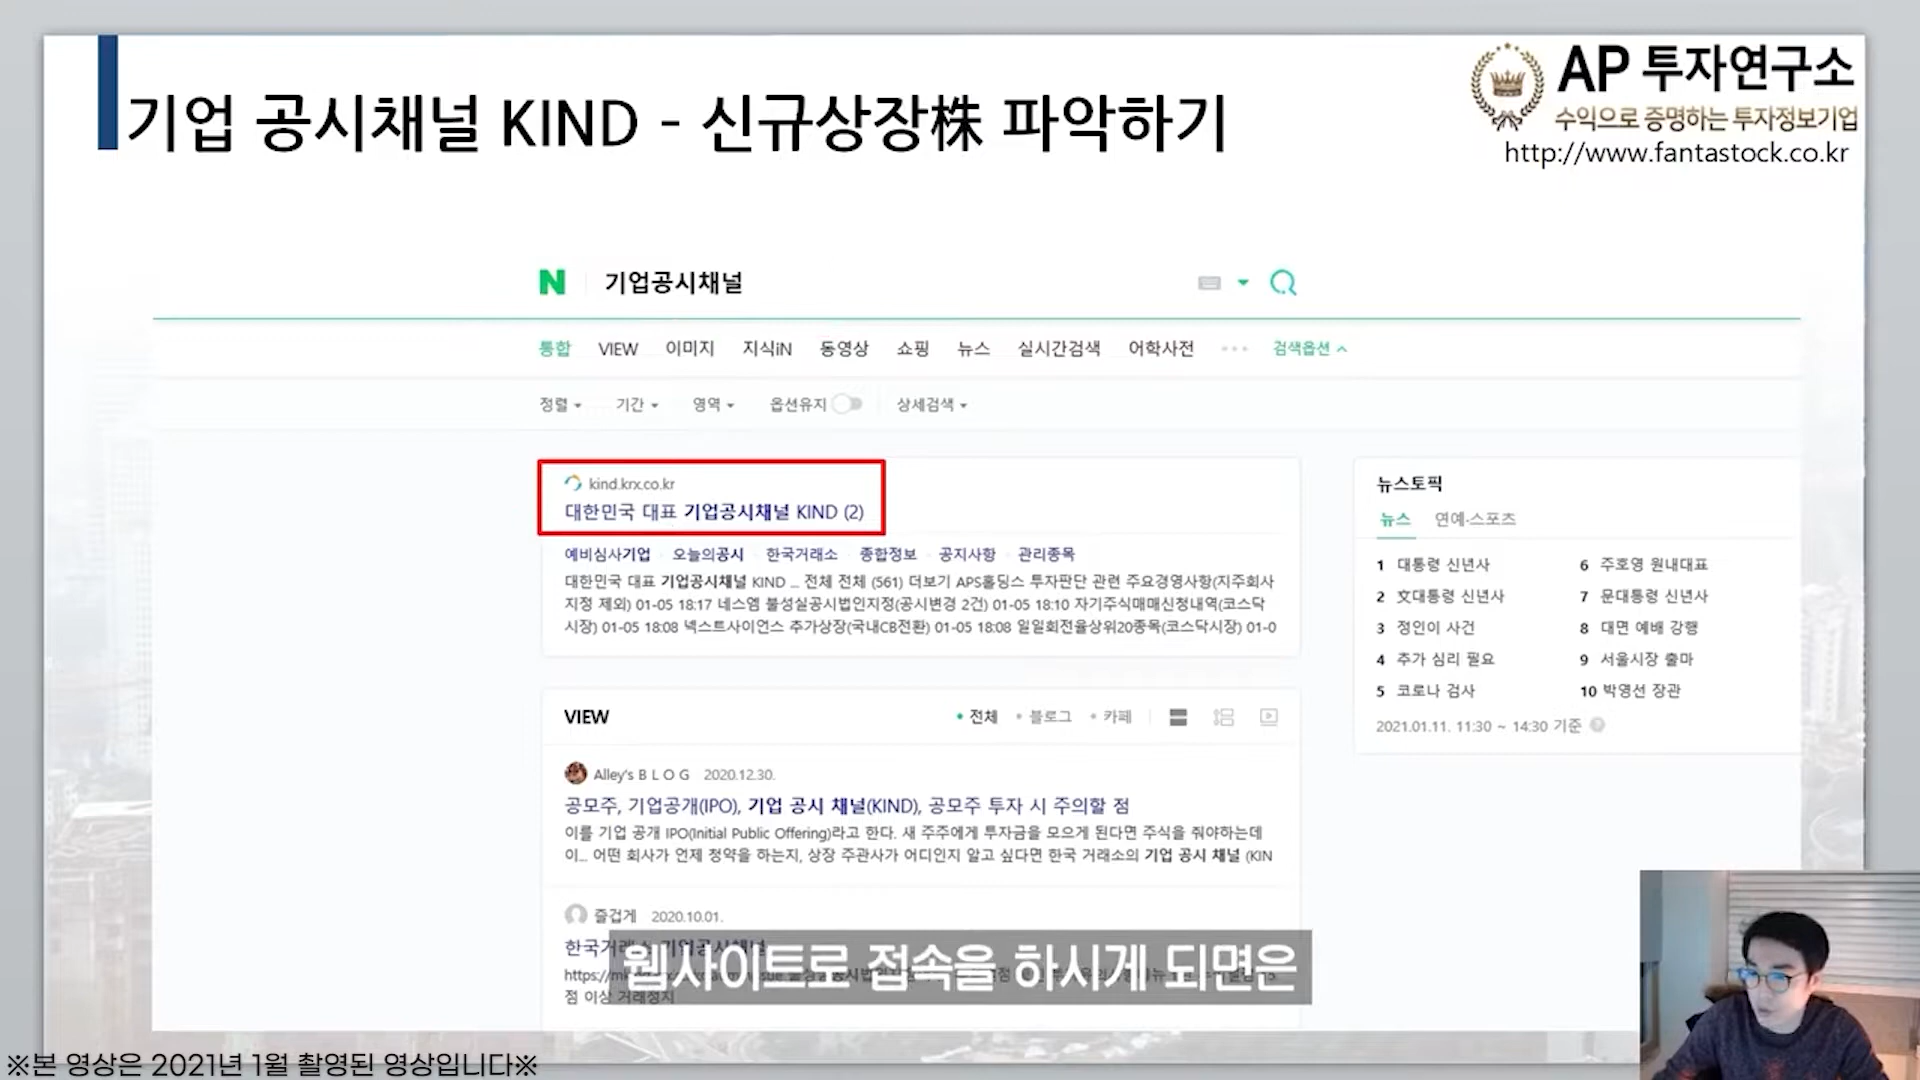 기업 공시채널 KIND - 신규상장株 파악하기
AP 투자연구소
수익으로 증명하는 투자정보기업
http://www.fantastock.co.kr
N 기업공시채널
통합 VIEW 이미지 지식iN 동영상 쇼핑 뉴스 실시간검색 어학사전 ··· 검색옵션
정렬 기간 영역 옵션유지 상세검색
kind.krx.co.kr
대한민국 대표 기업공시채널 KIND (2)
예비심사기업 · 오늘의공시 · 한국거래소 · 종합정보 · 공지사항 · 관리종목
대한민국 대표 기업공시채널 KIND ... 전체 전체 (561) 더보기 APS홀딩스 투자판단 관련 주요경영사항(지주회사
지정 제외) 01-05 18:17 네스엠 불성실공시법인지정(공시변경 2건) 01-05 18:10 자기주식매매신청내역(코스닥
시장) 01-05 18:08 넥스트사이언스 추가상장(국내CB전환) 01-05 18:08 일일회전율상위20종목(코스닥시장) 01-0
뉴스토픽
뉴스 연예·스포츠
1 대통령 신년사
2 文대통령 신년사
3 정인이 사건
4 추가 심리 필요
5 코로나 검사
6 주호영 원내대표
7 문대통령 신년사
8 대면 예배 강행
9 서울시장 출마
10 박영선 장관
2021.01.11. 11:30 ~ 14:30 기준
VIEW
• 전체 • 블로그 • 카페
Alley's B L O G 2020.12.30.
공모주, 기업공개(IPO), 기업 공시 채널(KIND), 공모주 투자 시 주의할 점
이를 기업 공개 IPO(Initial Public Offering)라고 한다. 새 주주에게 투자금을 모으게 된다면 주식을 줘야하는데
이... 어떤 회사가 언제 청약을 하는지, 상장 주관사가 어디인지 알고 싶다면 한국 거래소의 기업 공시 채널 (KIN
즐겁게 2020.10.01.
한국거래소 기업공시채널
점 이상 거래정지
웹사이트로 접속을 하시게 되면은
※본 영상은 2021년 1월 촬영된 영상입니다※